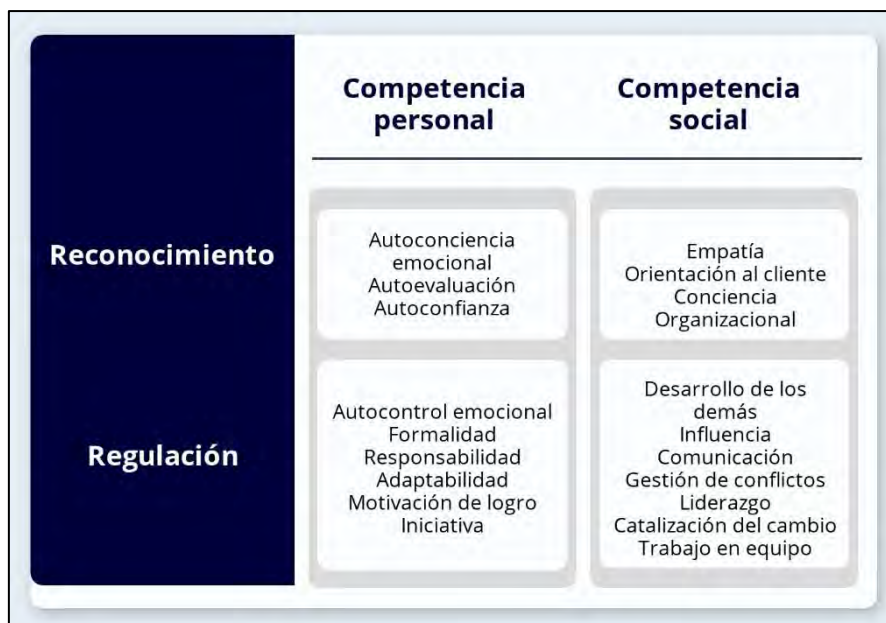 Competencia
personal
Competencia
social
Reconocimiento
Autoconciencia
emocional
Autoevaluación
Autoconfianza
Empatía
Orientación al cliente
Conciencia
Organizacional
Regulación
Autocontrol emocional
Formalidad
Responsabilidad
Adaptabilidad
Motivación de logro
Iniciativa
Desarrollo de los
demás
Influencia
Comunicación
Gestión de conflictos
Liderazgo
Catalización del cambio
Trabajo en equipo